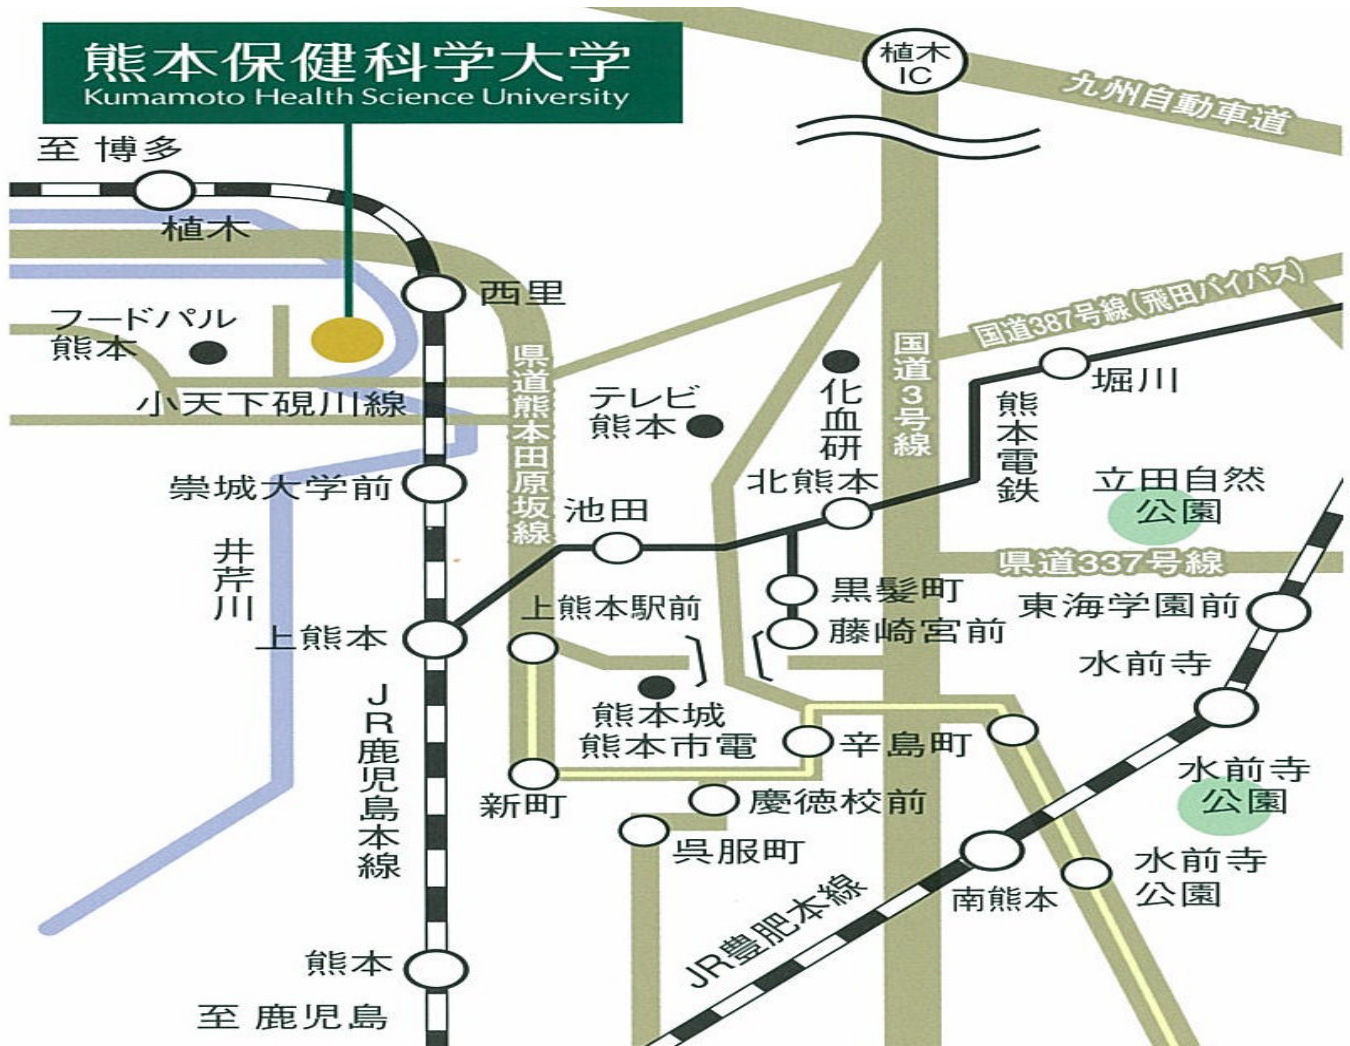 熊本保健科学大学
Kumamoto Health Science University
植木
IC
九州自動車道
至 博多
植木
西里
フードパル
熊本
小天下硯川線
県道熊本田原坂線
テレビ
熊本
化血研
国道3号線
国道387号線(飛田バイパス)
堀川
熊本電鉄
崇城大学前
池田
北熊本
立田自然
公園
井芹川
県道337号線
黒髪町
東海学園前
上熊本
上熊本駅前
藤崎宮前
水前寺
JR鹿児島本線
熊本城
熊本市電
辛島町
新町
慶徳校前
水前寺
公園
呉服町
水前寺
公園
南熊本
JR豊肥本線
熊本
至 鹿児島